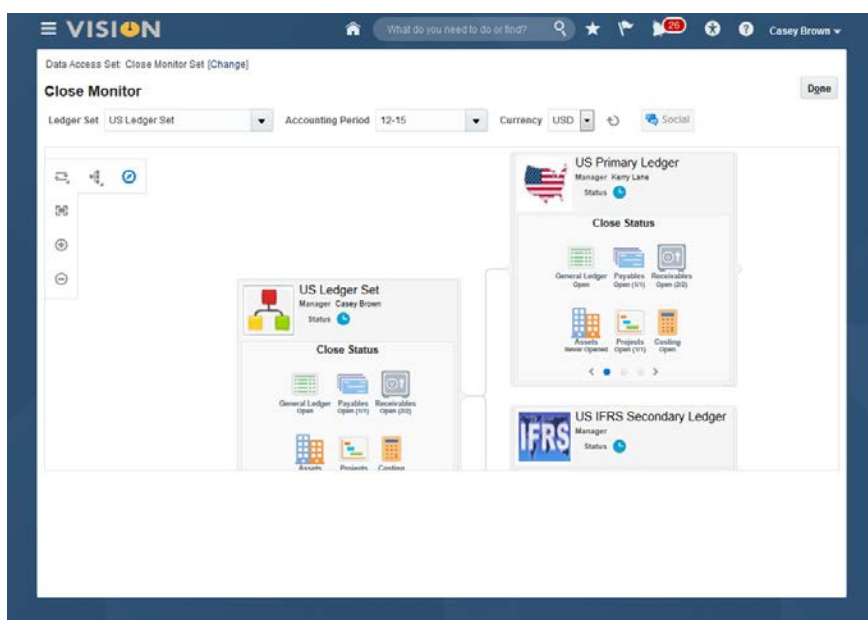 VISION
What do you need to do or find?
26
Casey Brown
Data Access Set: Close Monitor Set [Change]
Close Monitor
Done
Ledger Set US Ledger Set Accounting Period 12-15 Currency USD Social
US Primary Ledger
Manager Kerry Lane
Status
Close Status
General Ledger Payables Receivables
Open Open (1/1) Open (2/2)
Assets Projects Costing
Never Opened Open (1/1) Open
US Ledger Set
Manager Casey Brown
Status
Close Status
General Ledger Payables Receivables
Open Open (1/1) Open (2/2)
Assets Projects Costing
IFRS
US IFRS Secondary Ledger
Manager
Status